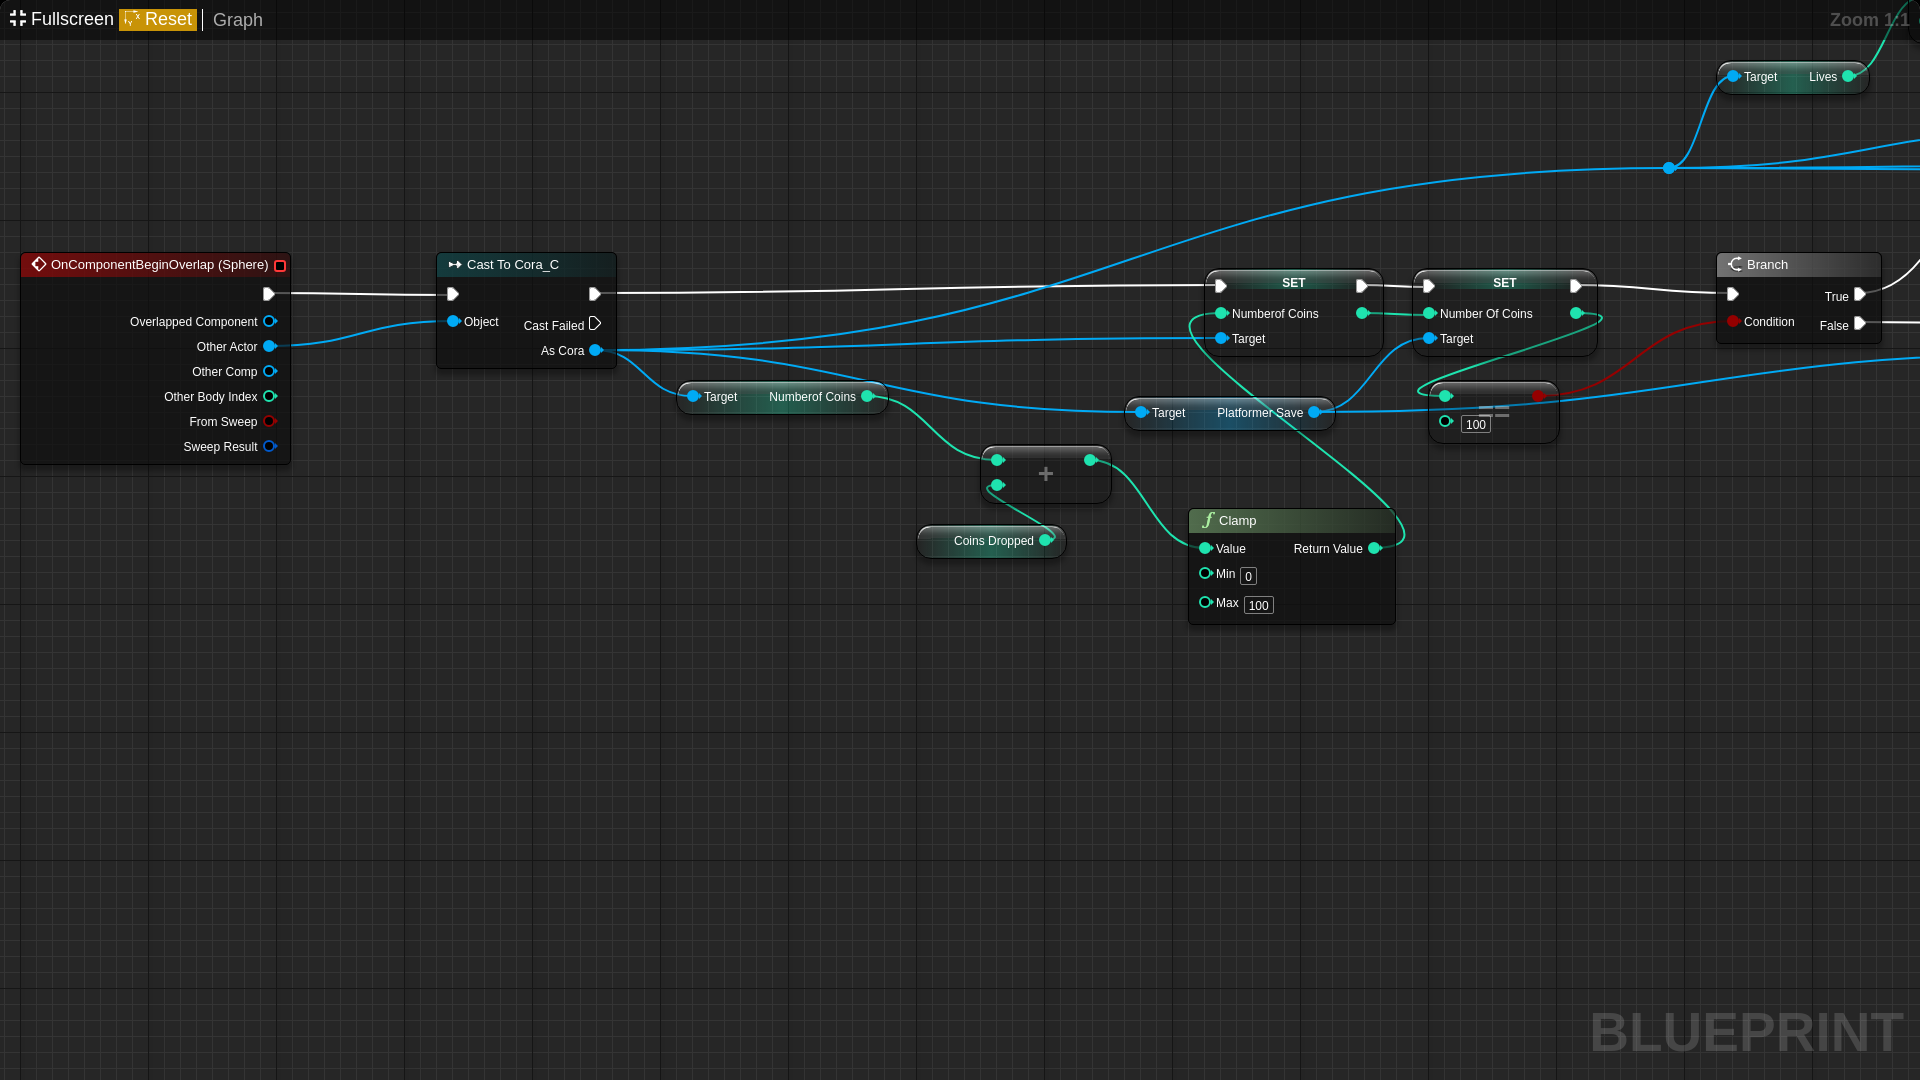 Fullscreen Reset Graph
Zoom 1:1
Target Lives
OnComponentBeginOverlap (Sphere)
Overlapped Component
Other Actor
Other Comp
Other Body Index
From Sweep
Sweep Result
Cast To Cora_C
Object
Cast Failed
As Cora
Target Numberof Coins
Coins Dropped
+
Target Platformer Save
SET
Numberof Coins
Target
SET
Number Of Coins
Target
==
100
f Clamp
Value Return Value
Min 0
Max 100
Branch
True
Condition
False
BLUEPRINT